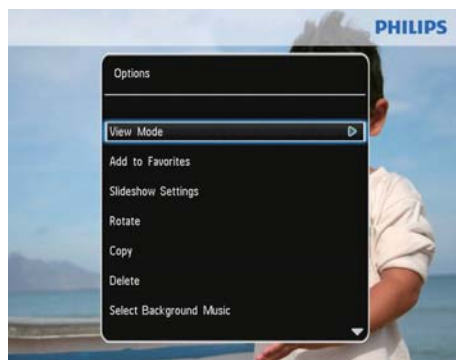 PHILIPS
Options
View Mode
Add to Favorites
Slideshow Settings
Rotate
Copy
Delete
Select Background Music